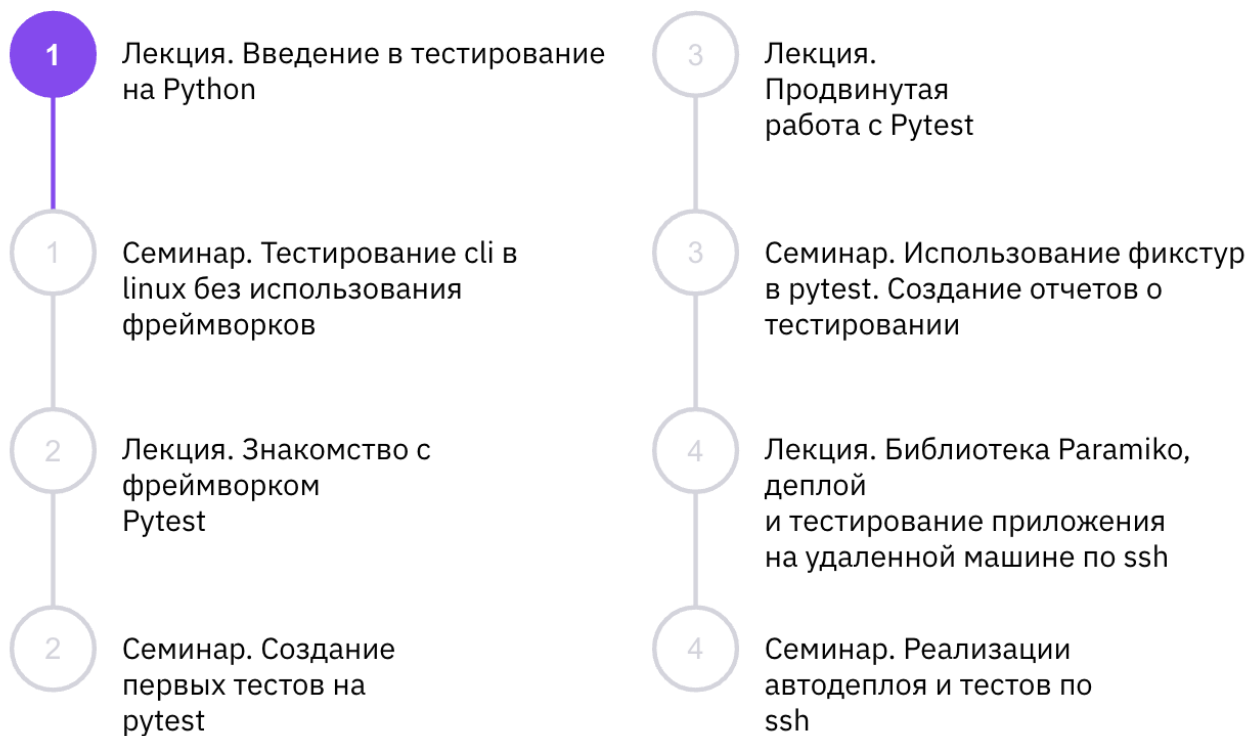 1
Лекция. Введение в тестирование
на Python
1
Семинар. Тестирование cli в
linux без использования
фреймворков
2
Лекция. Знакомство с
фреймворком
Pytest
2
Семинар. Создание
первых тестов на
pytest
3
Лекция.
Продвинутая
работа с Pytest
3
Семинар. Использование фикстур
в pytest. Создание отчетов о
тестировании
4
Лекция. Библиотека Paramiko,
деплой
и тестирование приложения
на удаленной машине по ssh
4
Семинар. Реализации
автодеплоя и тестов по
ssh